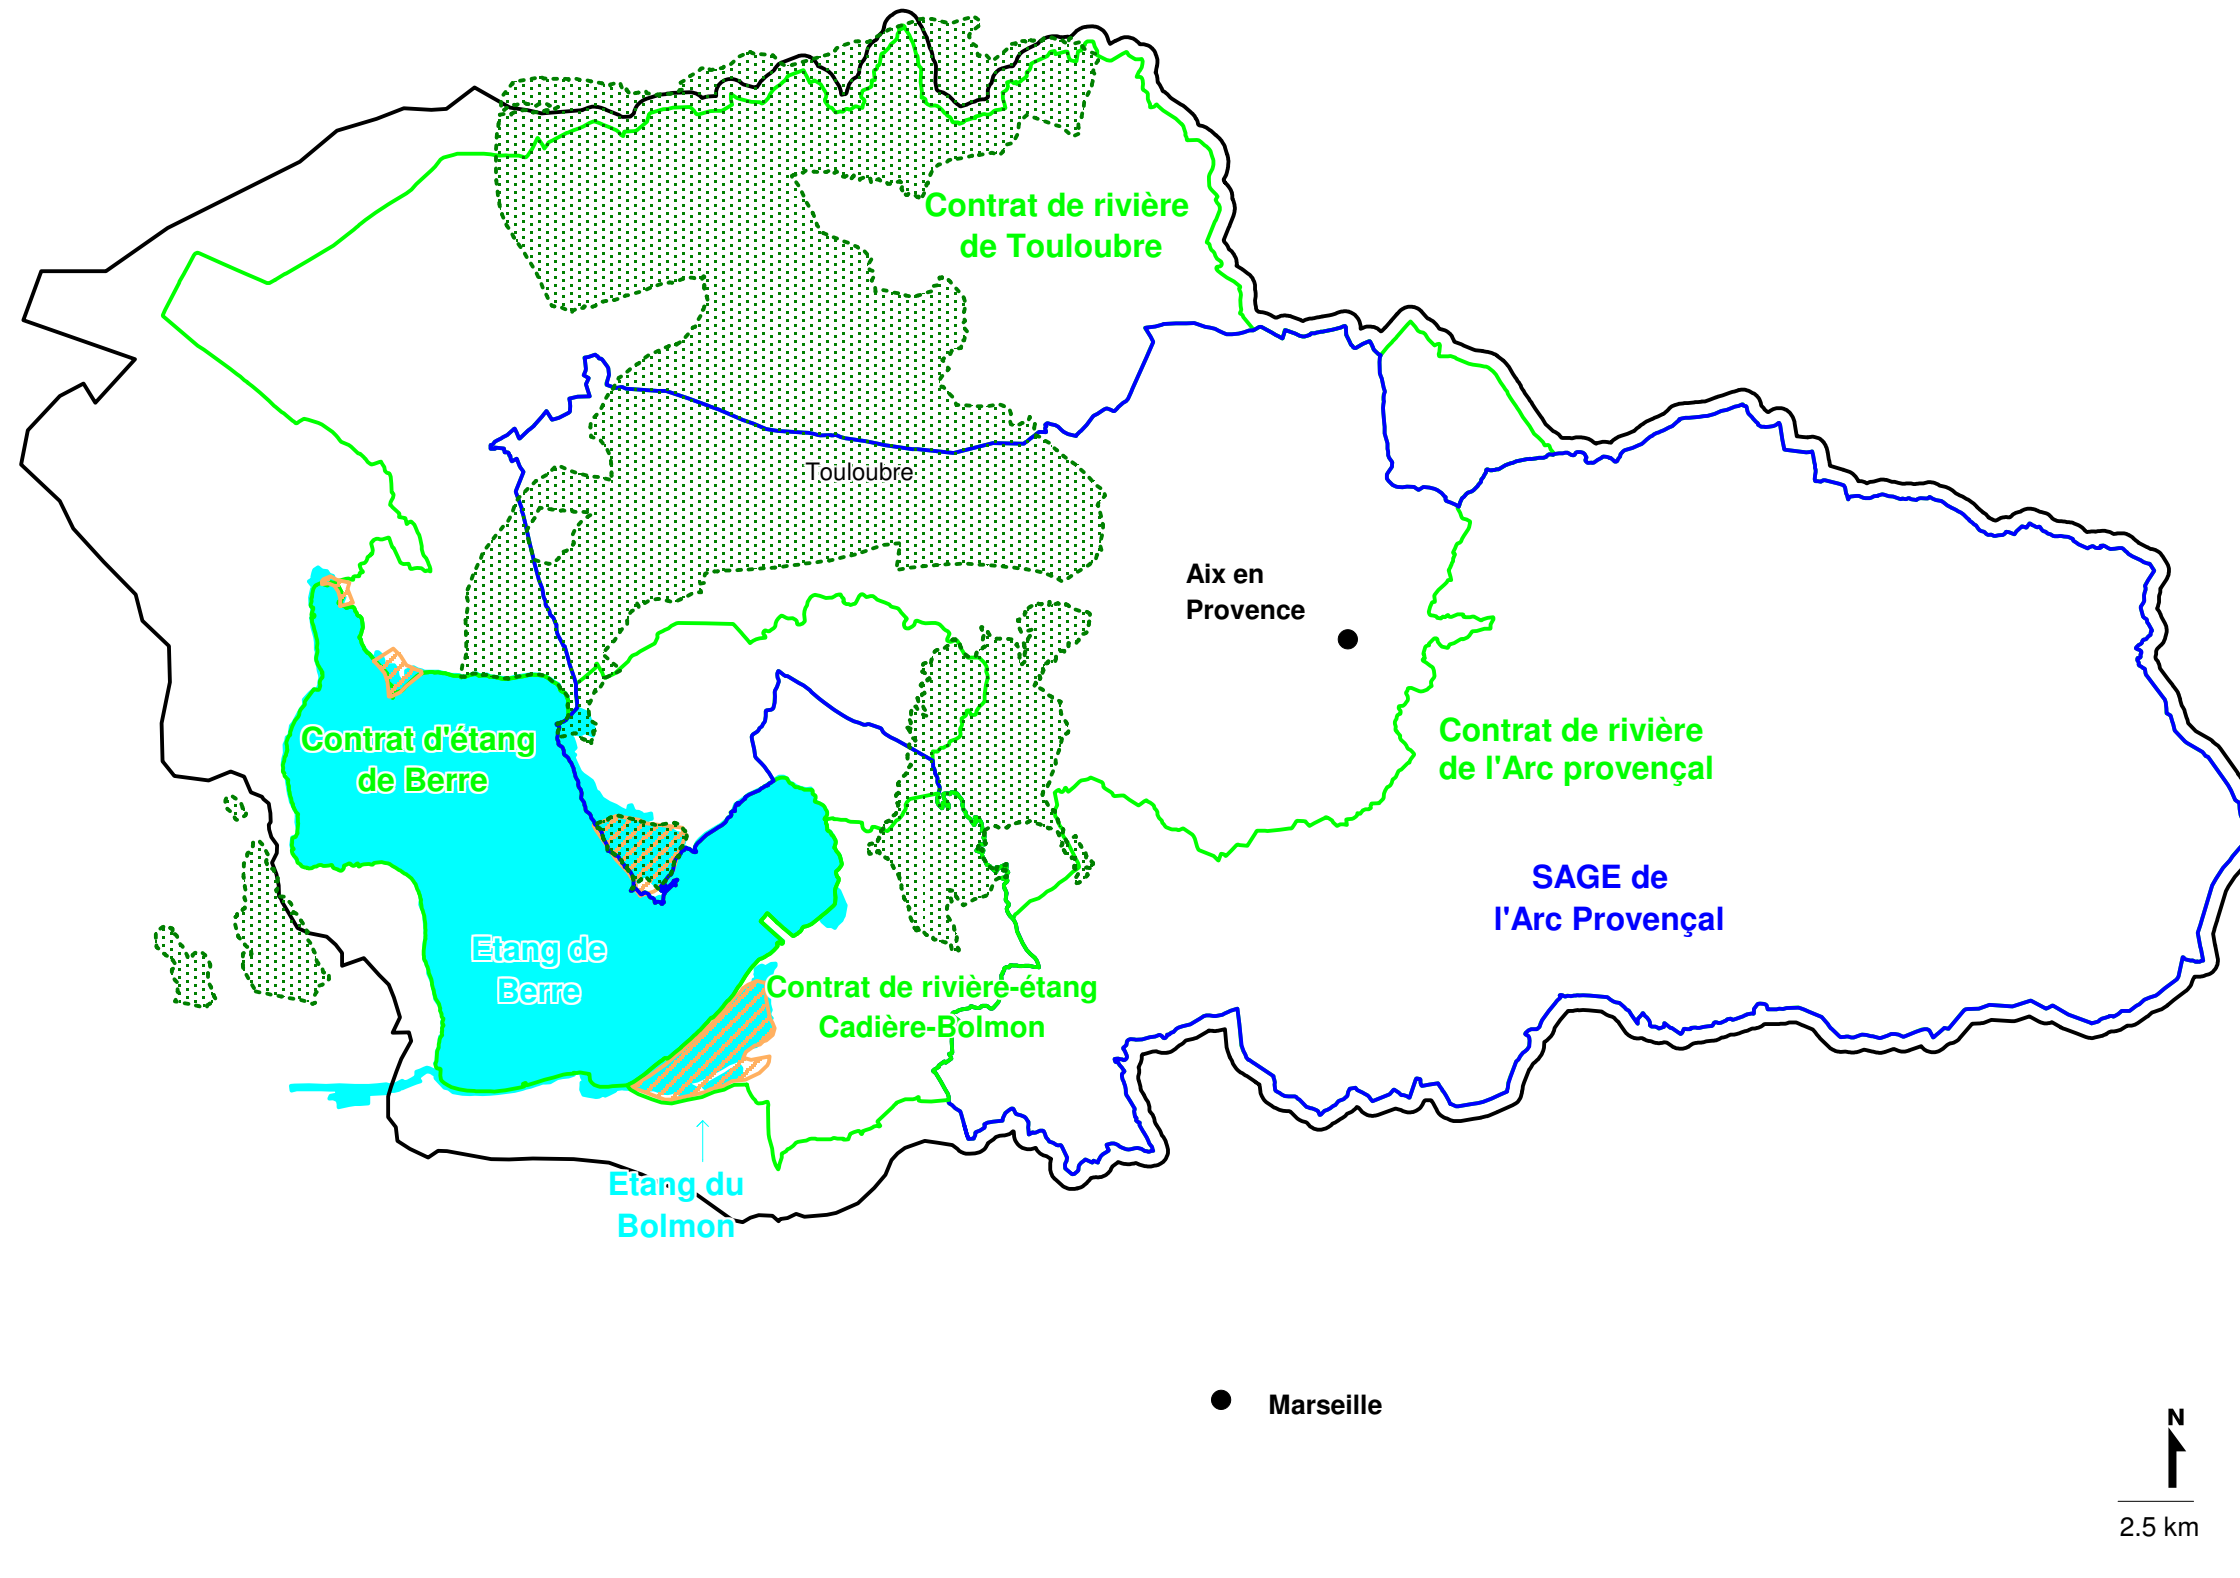 Contrat de rivière
de Touloubre
Touloubre
Aix en
Provence
Contrat d'étang
de Berre
Contrat de rivière
de l'Arc provençal
SAGE de
l'Arc Provençal
Etang de
Berre
Contrat de rivière-étang
Cadière-Bolmon
Etang du
Bolmon
Marseille
N
2.5 km